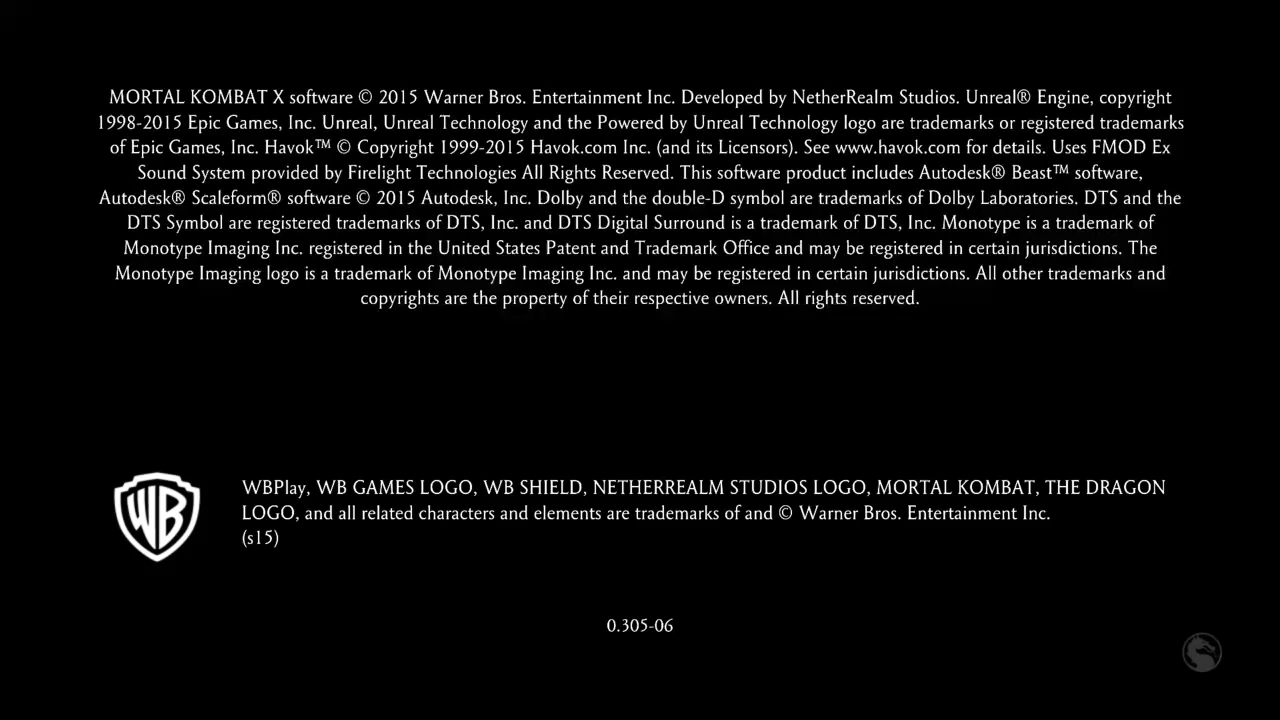 MORTAL KOMBAT X software © 2015 Warner Bros. Entertainment Inc. Developed by NetherRealm Studios. Unreal® Engine, copyright
1998-2015 Epic Games, Inc. Unreal, Unreal Technology and the Powered by Unreal Technology logo are trademarks or registered trademarks
of Epic Games, Inc. Havok™ © Copyright 1999-2015 Havok.com Inc. (and its Licensors). See www.havok.com for details. Uses FMOD Ex
Sound System provided by Firelight Technologies All Rights Reserved. This software product includes Autodesk® Beast™ software,
Autodesk® Scaleform® software © 2015 Autodesk, Inc. Dolby and the double-D symbol are trademarks of Dolby Laboratories. DTS and the
DTS Symbol are registered trademarks of DTS, Inc. and DTS Digital Surround is a trademark of DTS, Inc. Monotype is a trademark of
Monotype Imaging Inc. registered in the United States Patent and Trademark Office and may be registered in certain jurisdictions. The
Monotype Imaging logo is a trademark of Monotype Imaging Inc. and may be registered in certain jurisdictions. All other trademarks and
copyrights are the property of their respective owners. All rights reserved.
WB
WBPlay, WB GAMES LOGO, WB SHIELD, NETHERREALM STUDIOS LOGO, MORTAL KOMBAT, THE DRAGON
LOGO, and all related characters and elements are trademarks of and © Warner Bros. Entertainment Inc.
(s15)
0.305-06